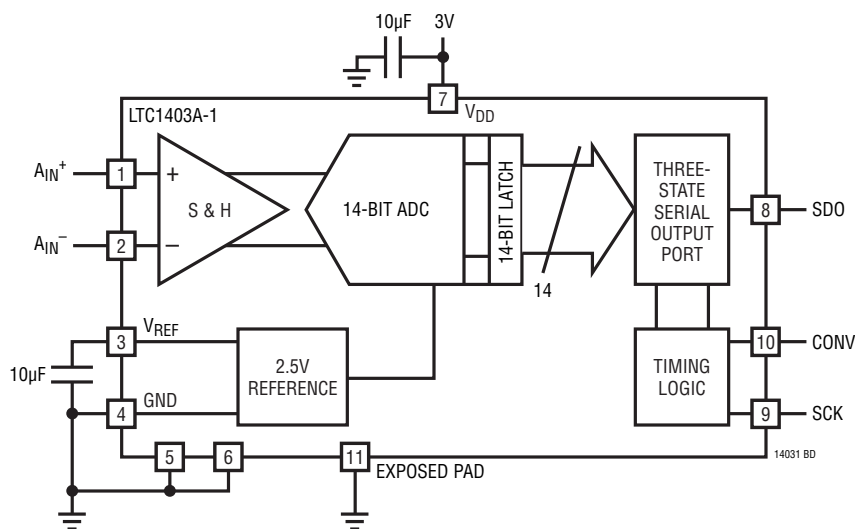 10µF
3V
7
LTC1403A-1
VDD
AIN+
1
+
S & H
14-BIT ADC
14-BIT LATCH
14
THREE-
STATE
SERIAL
OUTPUT
PORT
8
SDO
AIN−
2
−
3
VREF
10µF
2.5V
REFERENCE
4
GND
TIMING
LOGIC
10
CONV
9
SCK
5
6
11
EXPOSED PAD
14031 BD